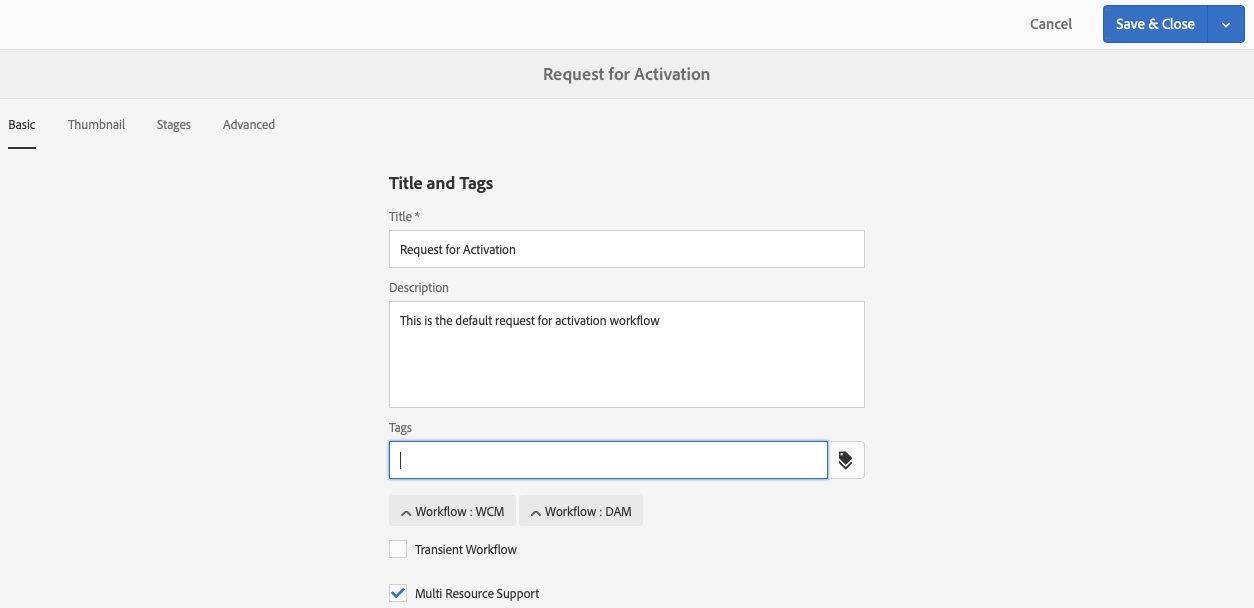 Cancel
Save & Close
Request for Activation
Basic
Thumbnail
Stages
Advanced
Title and Tags
Title *
Request for Activation
Description
This is the default request for activation workflow
Tags
Workflow : WCM
Workflow : DAM
Transient Workflow
Multi Resource Support